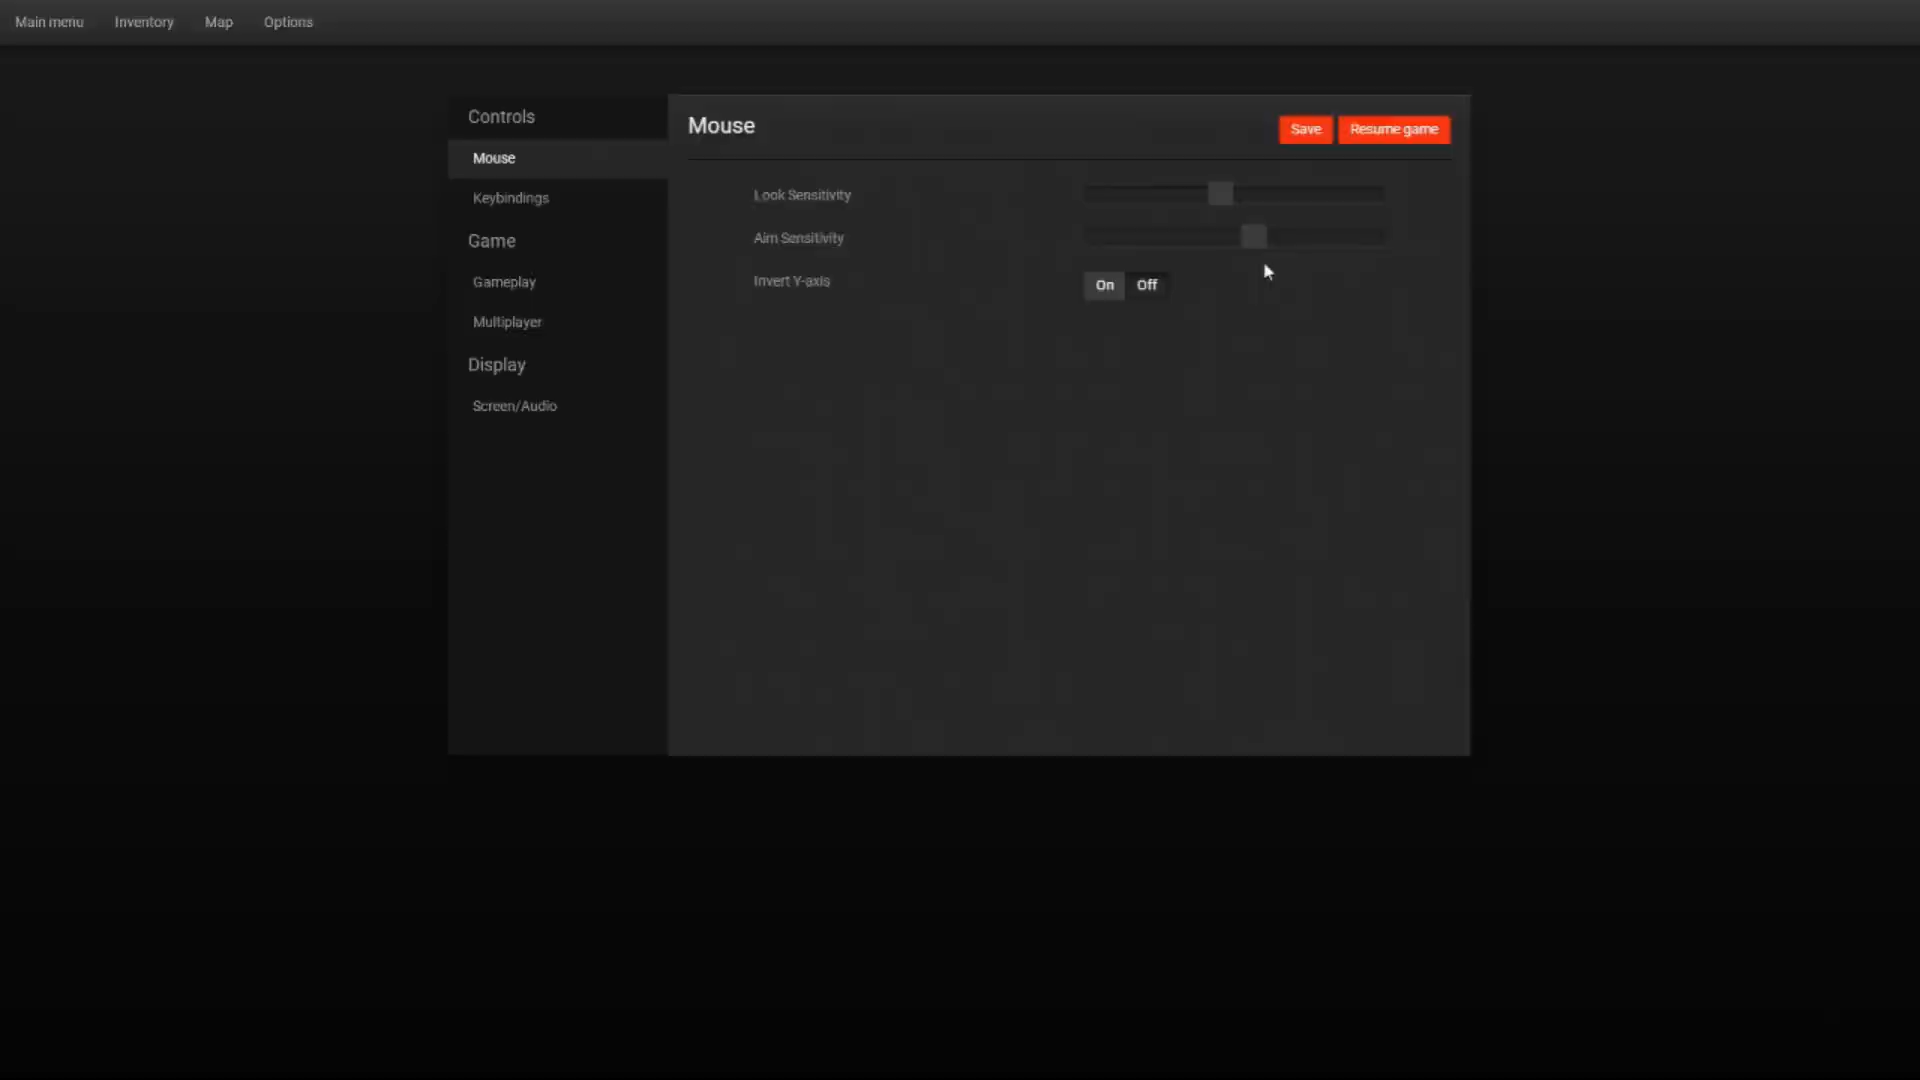 Main menu Inventory Map Options
Controls
Mouse
Keybindings
Game
Gameplay
Multiplayer
Display
Screen/Audio
Mouse
Save Resume game
Look Sensitivity
Aim Sensitivity
Invert Y-axis On Off